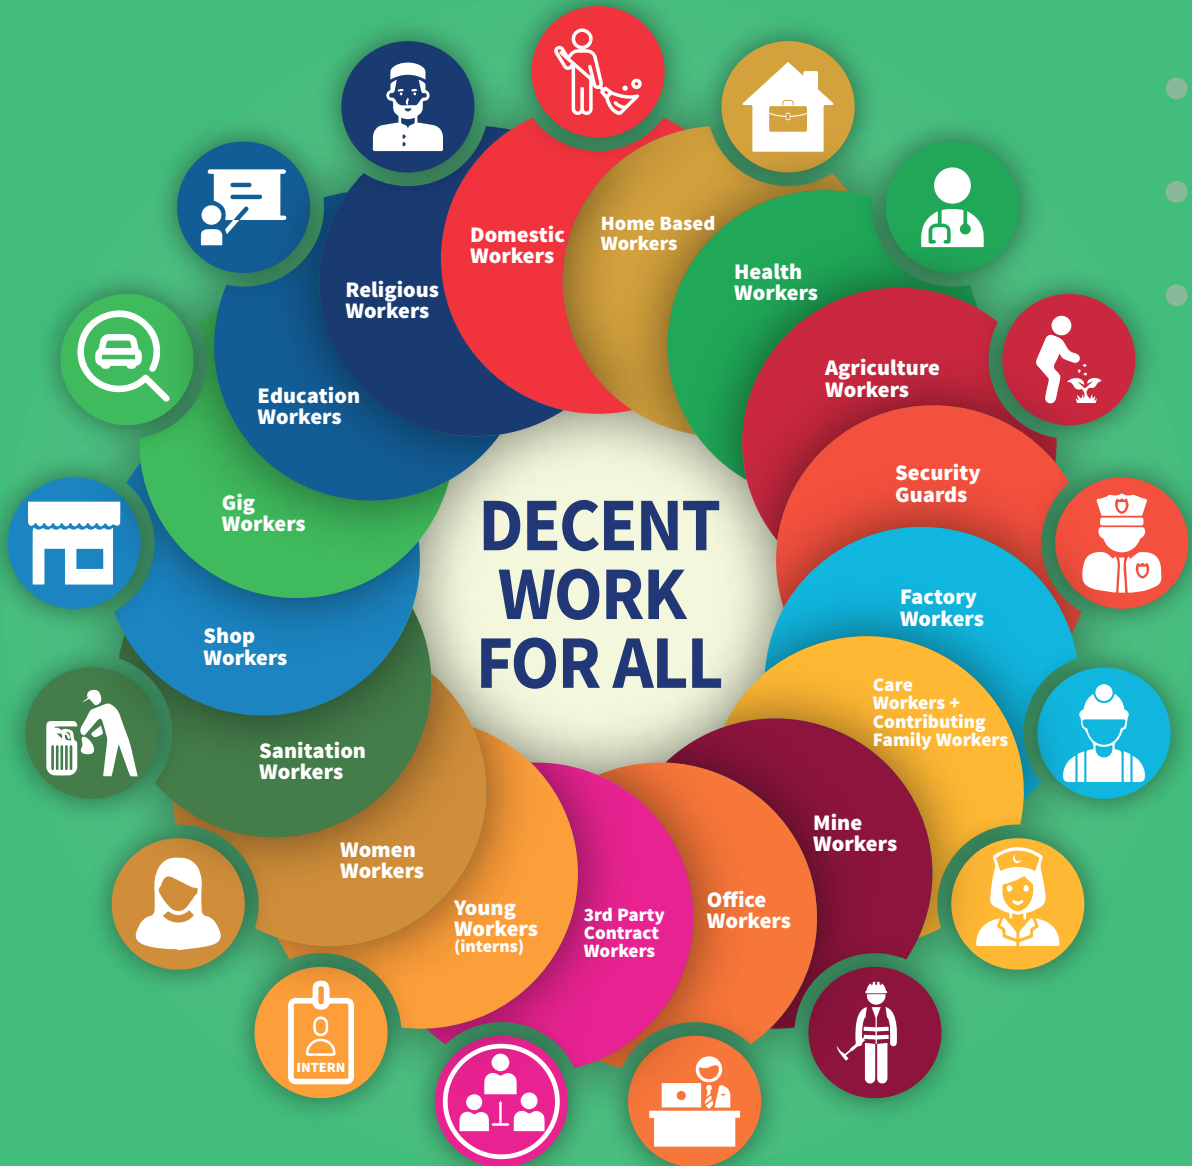 DECENT
WORK
FOR ALL
Domestic
Workers
Home Based
Workers
Health
Workers
Agriculture
Workers
Security
Guards
Factory
Workers
Care
Workers +
Contributing
Family Workers
Mine
Workers
Office
Workers
3rd Party
Contract
Workers
Young
Workers
(interns)
INTERN
Women
Workers
Sanitation
Workers
Shop
Workers
Gig
Workers
Education
Workers
Religious
Workers